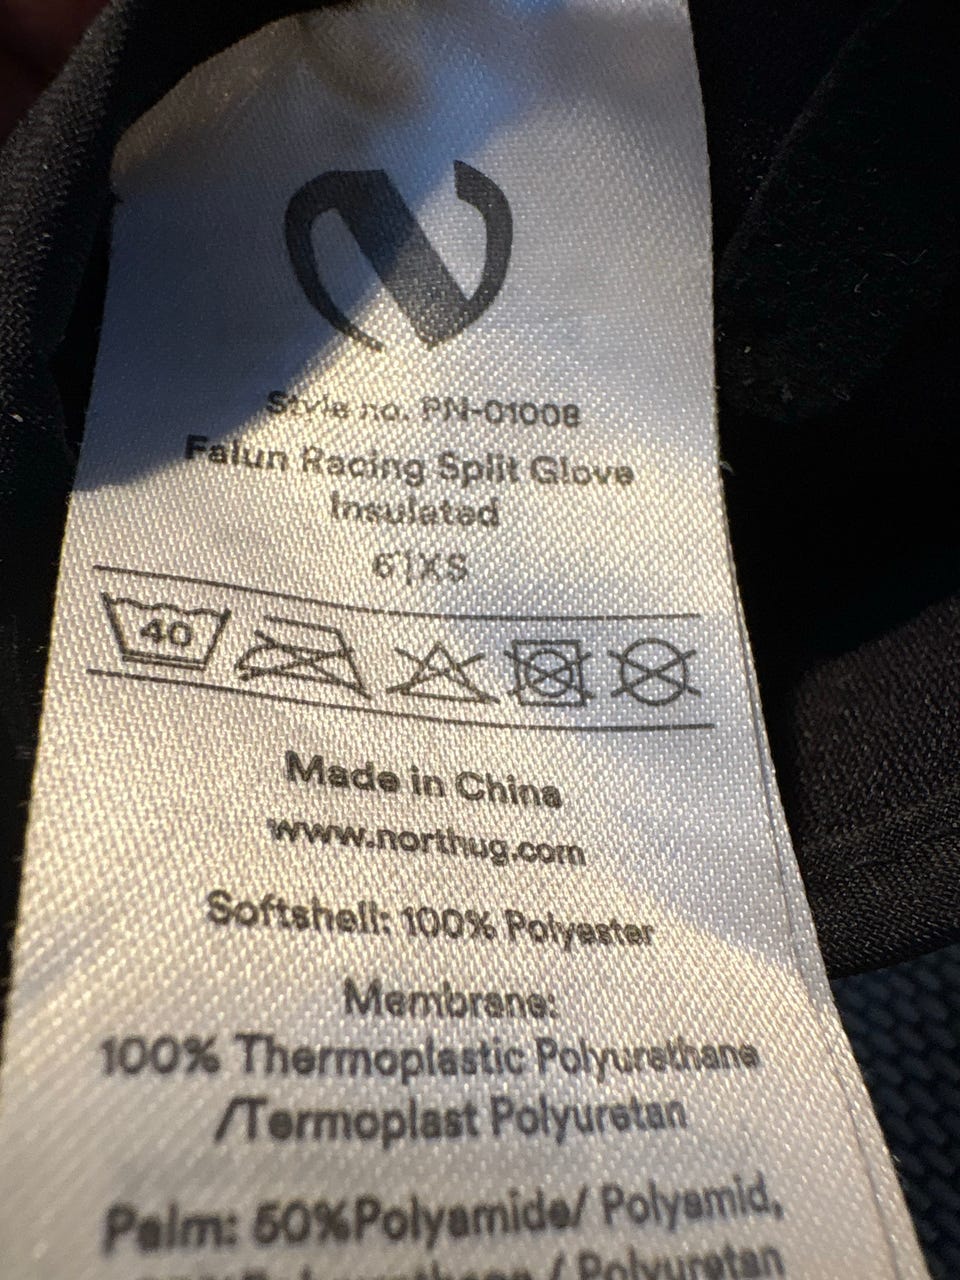 Style no. PN-01008
Falun Racing Split Glove
Insulated
6 | XS
40
Made in China
www.northug.com
Softshell: 100% Polyester
Membrane:
100% Thermoplastic Polyurethane
/Termoplast Polyuretan
Palm: 50%Polyamide/ Polyamid,
/ Polyuretan